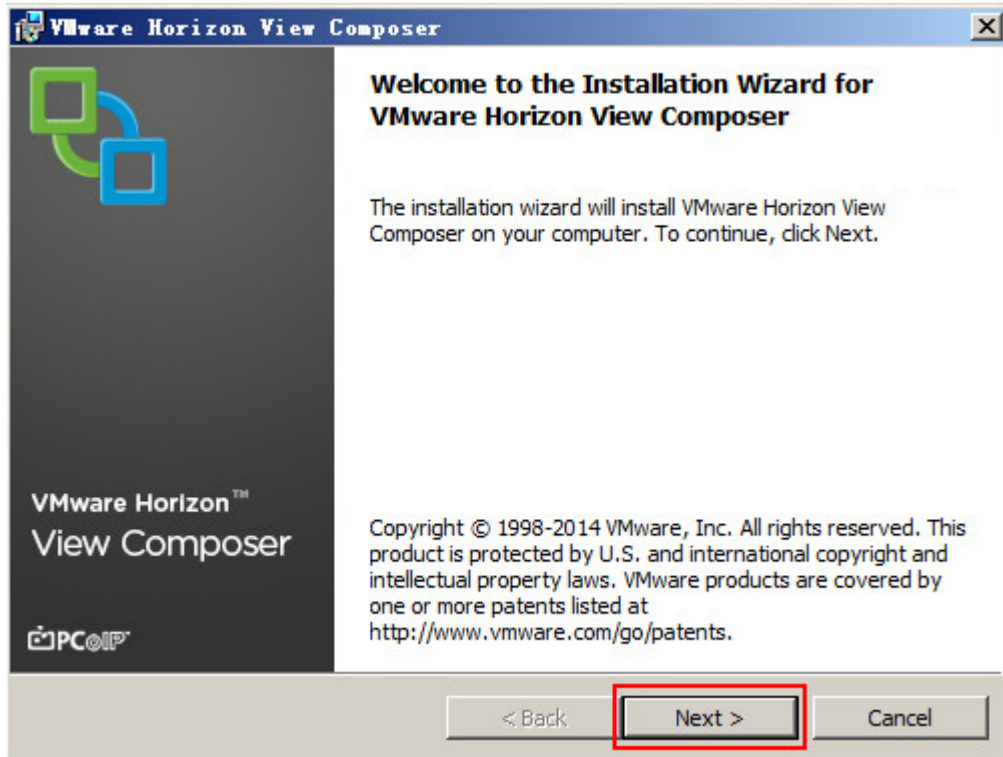 VMware Horizon View Composer
Welcome to the Installation Wizard for
VMware Horizon View Composer
The installation wizard will install VMware Horizon View
Composer on your computer. To continue, click Next.
VMware Horizon™
View Composer
PCoIP
Copyright © 1998-2014 VMware, Inc. All rights reserved. This
product is protected by U.S. and international copyright and
intellectual property laws. VMware products are covered by
one or more patents listed at
http://www.vmware.com/go/patents.
< Back
Next >
Cancel